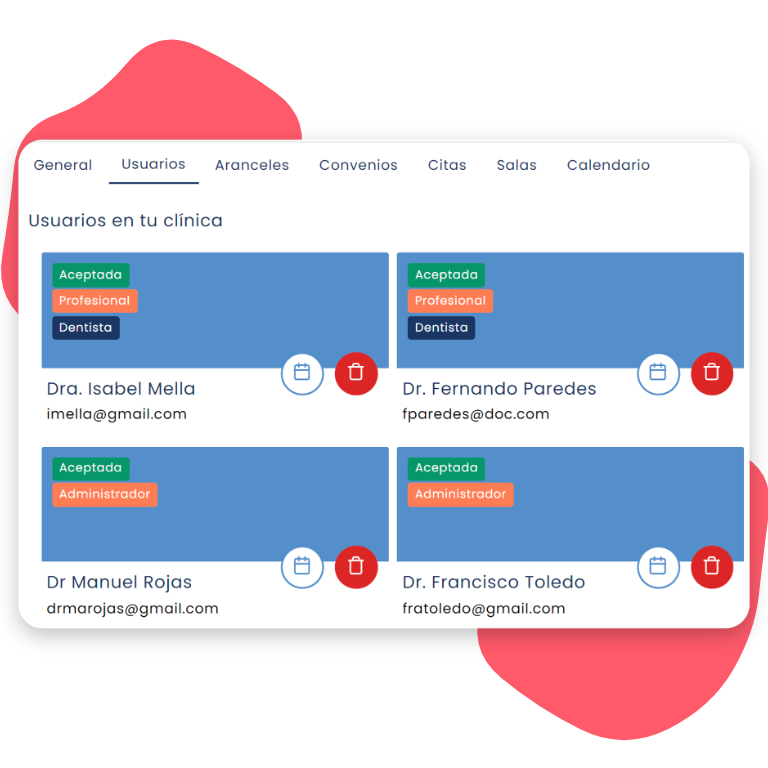 General Usuarios Aranceles Convenios Citas Salas Calendario
Usuarios en tu clínica
Aceptada
Profesional
Dentista
Dra. Isabel Mella
imella@gmail.com
Aceptada
Profesional
Dentista
Dr. Fernando Paredes
fparedes@doc.com
Aceptada
Administrador
Dr Manuel Rojas
drmarojas@gmail.com
Aceptada
Administrador
Dr. Francisco Toledo
fratoledo@gmail.com